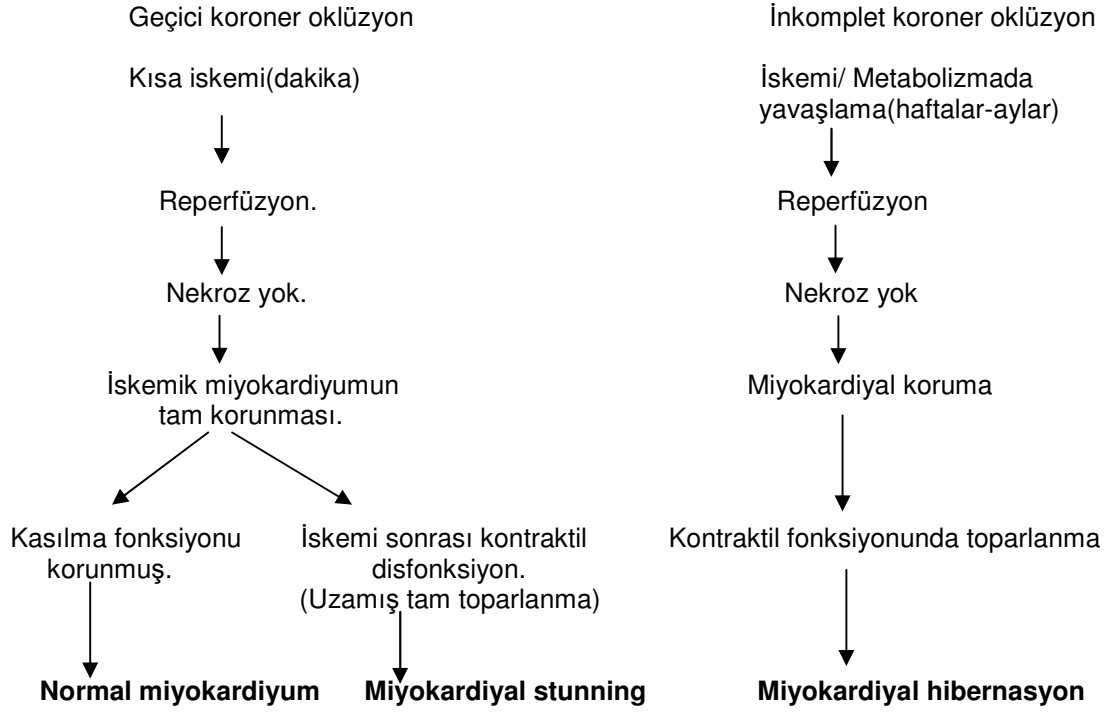 Geçici koroner oklüzyon
Kısa iskemi(dakika)
Reperfüzyon.
Nekroz yok.
İskemik miyokardiyumun
tam korunması.
Kasılma fonksiyonu
korunmuş.
Normal miyokardiyum
İskemi sonrası kontraktil
disfonksiyon.
(Uzamış tam toparlanma)
Miyokardiyal stunning
İnkomplet koroner oklüzyon
İskemi/ Metabolizmada
yavaşlama(haftalar-aylar)
Reperfüzyon
Nekroz yok
Miyokardiyal koruma
Kontraktil fonksiyonunda toparlanma
Miyokardiyal hibernasyon